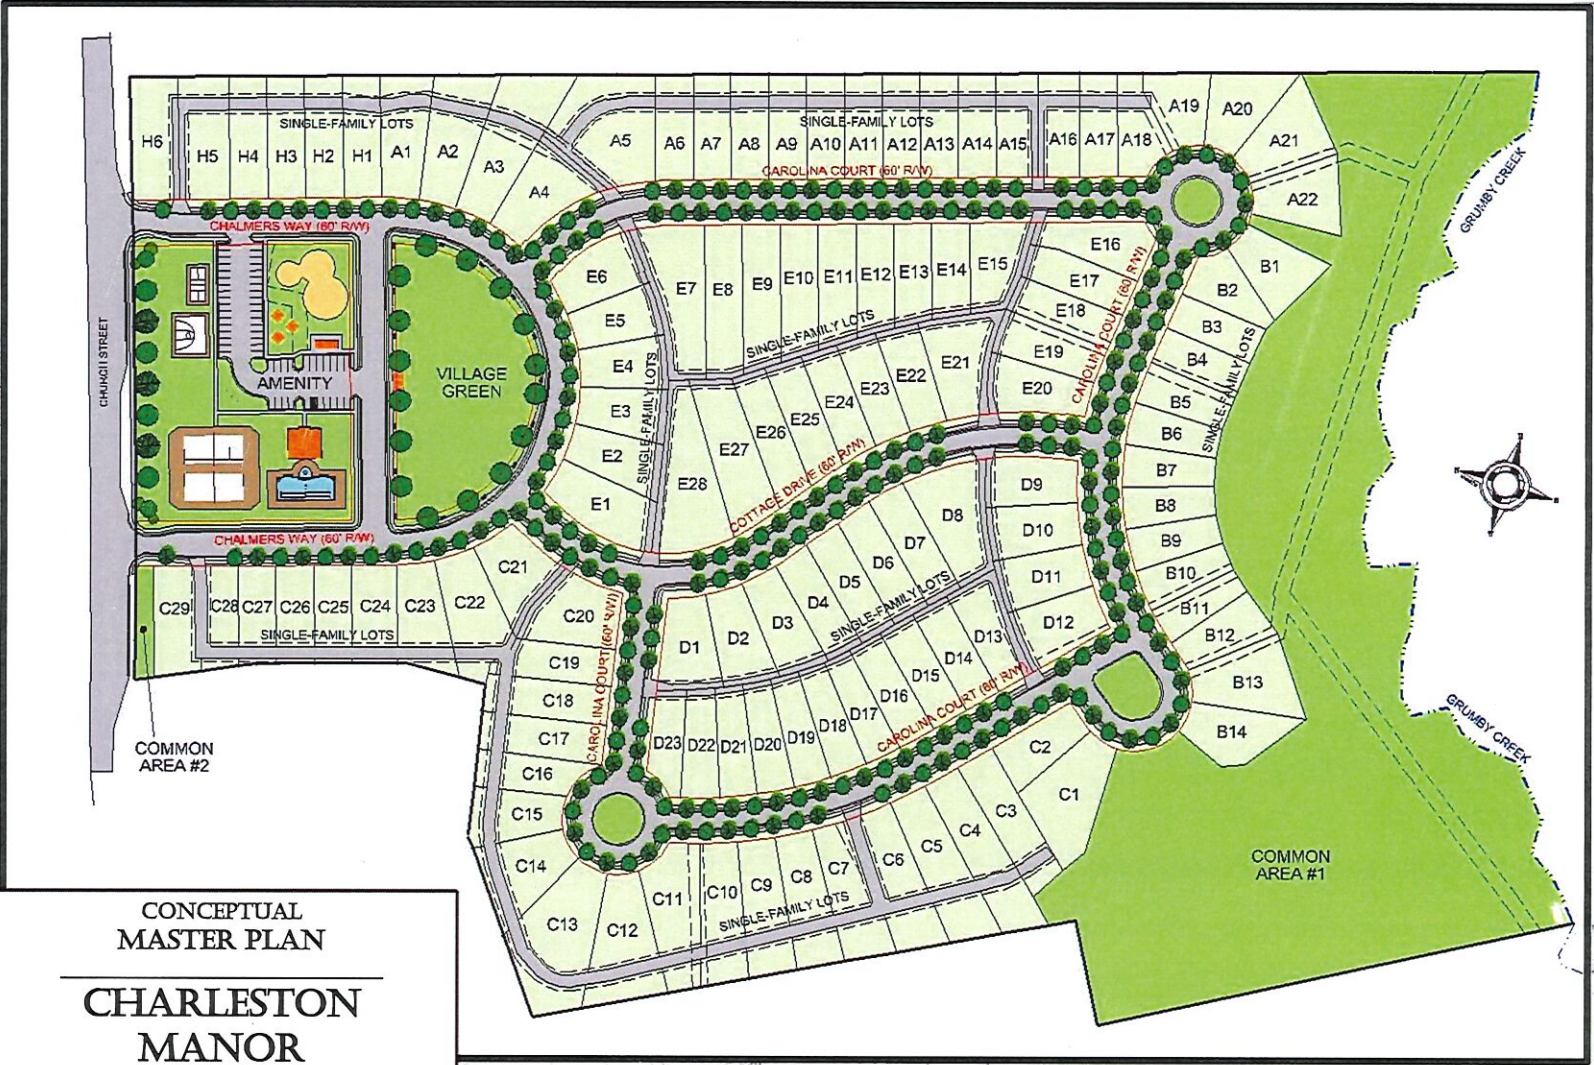 A19
A20
A21
A22
H6
SINGLE-FAMILY LOTS
H5
H4
H3
H2
H1
A1
A2
A3
A4
A5
SINGLE-FAMILY LOTS
A6
A7
A8
A9
A10
A11
A12
A13
A14
A15
A16
A17
A18
CAROLINA COURT (60' R/W)
GRUMBY CREEK
CHALMERS WAY (60' R/W)
E6
E7
E8
E9
E10
E11
E12
E13
E14
E15
E16
E17
E18
E19
E20
CAROLINA COURT (60' R/W)
B1
B2
B3
B4
B5
B6
B7
B8
B9
B10
B11
B12
B13
B14
SINGLE-FAMILY LOTS
E5
E4
E3
E2
E1
SINGLE-FAMILY LOTS
SINGLE-FAMILY LOTS
E21
E22
E23
E24
E25
E26
E27
E28
CHURCH STREET
AMENITY
VILLAGE
GREEN
COTTAGE DRIVE (60' R/W)
CHALMERS WAY (60' R/W)
D9
D10
D11
D12
D8
D7
D6
D5
D4
D3
D2
D1
SINGLE-FAMILY LOTS
D13
D14
D15
D16
D17
D18
D19
D20
D21
D22
D23
CAROLINA COURT (60' R/W)
C29
C28
C27
C26
C25
C24
C23
C22
C21
SINGLE-FAMILY LOTS
C20
C19
C18
C17
C16
C15
C14
C13
C12
C11
C10
C9
C8
C7
C6
C5
C4
C3
C2
C1
CAROLINA COURT (60' R/W)
SINGLE-FAMILY LOTS
GRUMBY CREEK
COMMON
AREA #2
COMMON
AREA #1
CONCEPTUAL
MASTER PLAN
CHARLESTON
MANOR